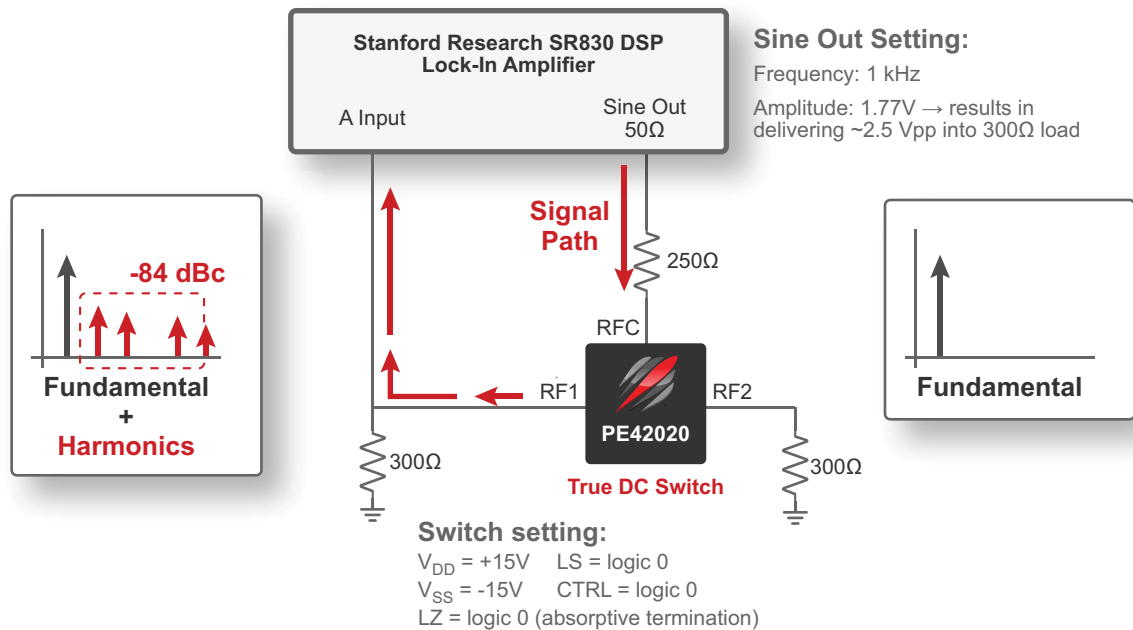 Stanford Research SR830 DSP
Lock-In Amplifier
A Input
Sine Out
50Ω
Sine Out Setting:
Frequency: 1 kHz
Amplitude: 1.77V → results in
delivering ~2.5 Vpp into 300Ω load
Signal
Path
250Ω
-84 dBc
Fundamental
+
Harmonics
RFC
RF1
RF2
PE42020
True DC Switch
300Ω
300Ω
Fundamental
Switch setting:
V_DD = +15V LS = logic 0
V_SS = -15V CTRL = logic 0
LZ = logic 0 (absorptive termination)